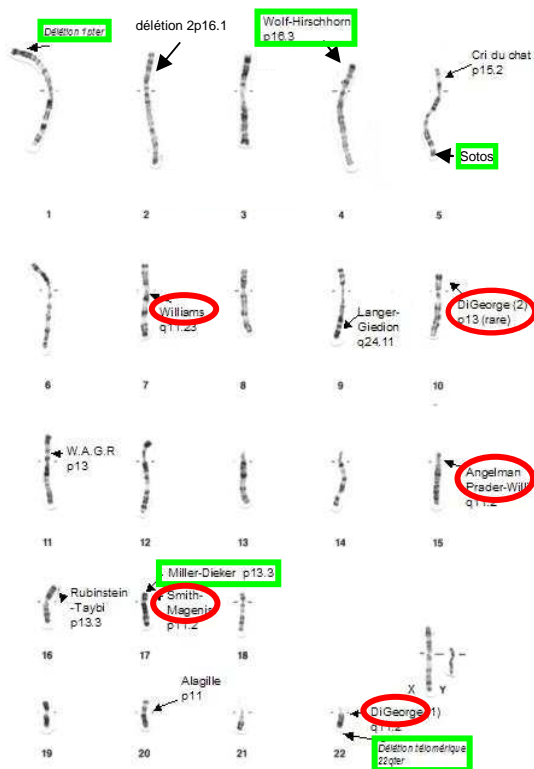 Délétion 1pter
délétion 2p16.1
Wolf-Hirschhorn
p16.3
Cri du chat
p15.2
Sotos
1
2
3
4
5
Williams
q11.23
Langer-
Giedion
q24.11
DiGeorge (2)
p13 (rare)
6
7
8
9
10
W.A.G.R
p13
Angelman
Prader-Willi
q11.2
11
12
13
14
15
Rubinstein
-Taybi
p13.3
Miller-Dieker p13.3
Smith-
Magenis
p11.2
16
17
18
X Y
Alagille
p11
DiGeorge (1)
q11.2
Délétion télomérique
22qter
19
20
21
22